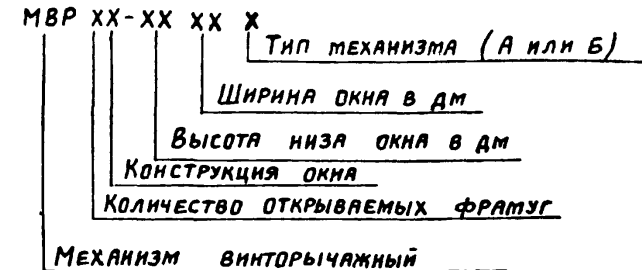 МВР ХХ-ХХ ХХ Х
Тип механизма (А или Б)
Ширина окна в дм
Высота низа окна в дм
Конструкция окна
Количество открываемых фрамуг
Механизм винторычажный